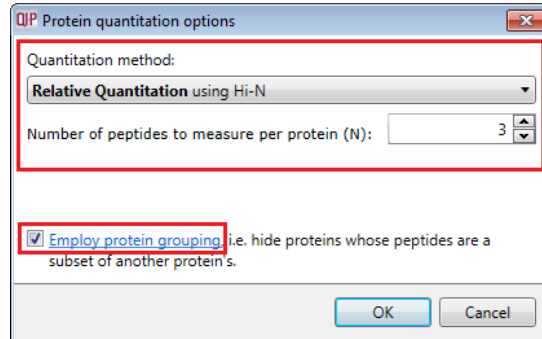 QIP Protein quantitation options
Quantitation method:
Relative Quantitation using Hi-N
Number of peptides to measure per protein (N): 3
Employ protein grouping, i.e. hide proteins whose peptides are a
subset of another protein's.
OK Cancel